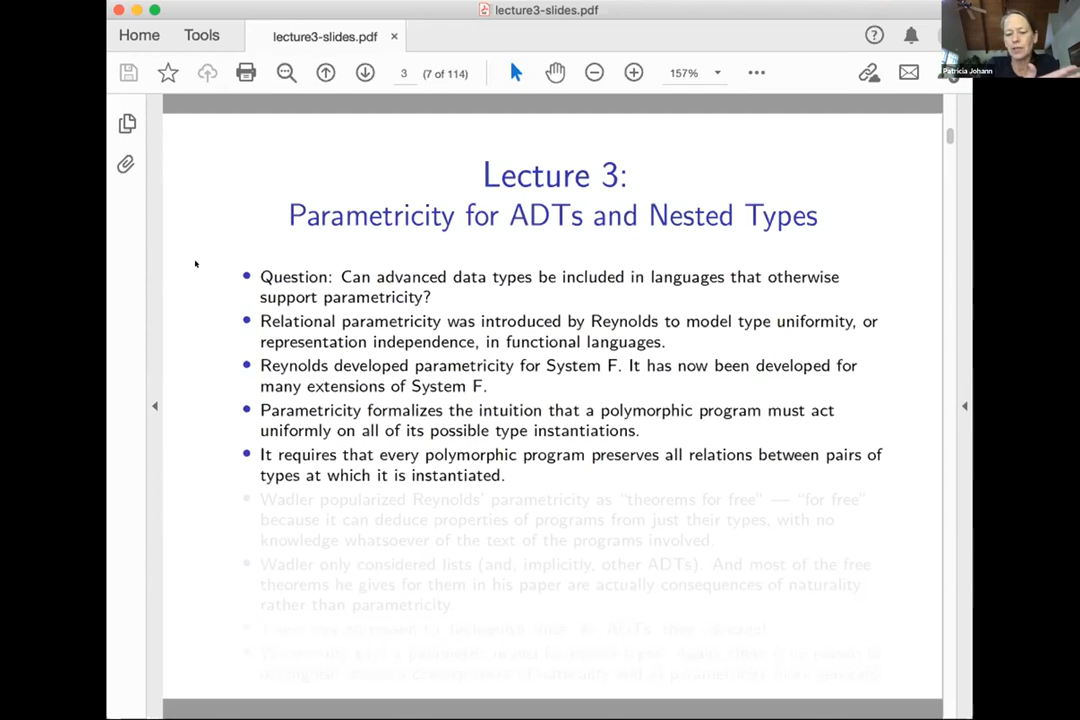 lecture3-slides.pdf
Home Tools lecture3-slides.pdf ×
3 (7 of 114) 157%
Patricia Johann
Lecture 3:
Parametricity for ADTs and Nested Types
Question: Can advanced data types be included in languages that otherwise
support parametricity?
Relational parametricity was introduced by Reynolds to model type uniformity, or
representation independence, in functional languages.
Reynolds developed parametricity for System F. It has now been developed for
many extensions of System F.
Parametricity formalizes the intuition that a polymorphic program must act
uniformly on all of its possible type instantiations.
It requires that every polymorphic program preserves all relations between pairs of
types at which it is instantiated.
Wadler popularized Reynolds' parametricity as “theorems for free” — “for free”
because it can deduce properties of programs from just their types, with no
knowledge whatsoever of the text of the programs involved.
Wadler only considered lists (and, implicitly, other ADTs). And most of the free
theorems he gives for them in his paper are actually consequences of naturality
rather than parametricity.